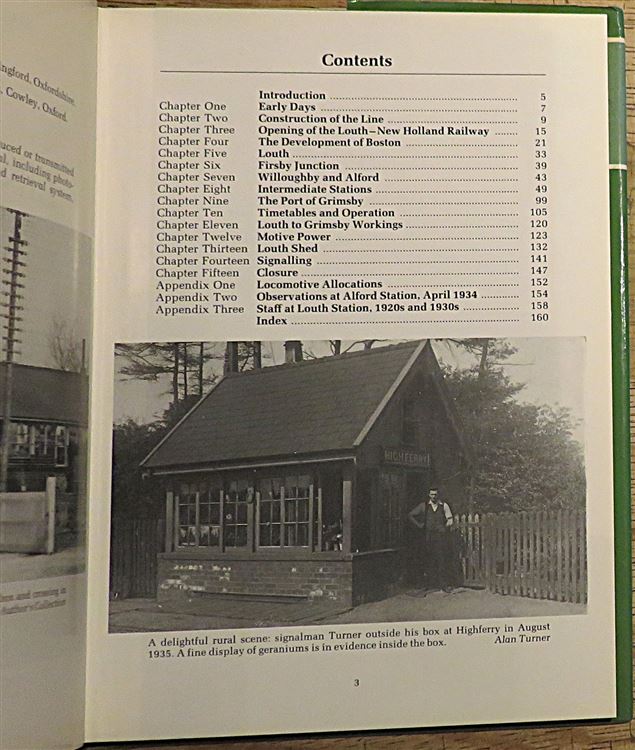 ingford, Oxfordshire.
, Cowley, Oxford.
uced or transmitted
al, including photo-
d retrieval system,
Contents
Introduction 5
Chapter One Early Days 7
Chapter Two Construction of the Line 9
Chapter Three Opening of the Louth–New Holland Railway 15
Chapter Four The Development of Boston 21
Chapter Five Louth 33
Chapter Six Firsby Junction 39
Chapter Seven Willoughby and Alford 43
Chapter Eight Intermediate Stations 49
Chapter Nine The Port of Grimsby 99
Chapter Ten Timetables and Operation 105
Chapter Eleven Louth to Grimsby Workings 120
Chapter Twelve Motive Power 123
Chapter Thirteen Louth Shed 132
Chapter Fourteen Signalling 141
Chapter Fifteen Closure 147
Appendix One Locomotive Allocations 152
Appendix Two Observations at Alford Station, April 1934 154
Appendix Three Staff at Louth Station, 1920s and 1930s 158
Index 160
HIGHFERRY
and crossing in
Author's Collection
A delightful rural scene: signalman Turner outside his box at Highferry in August
1935. A fine display of geraniums is in evidence inside the box. Alan Turner
3